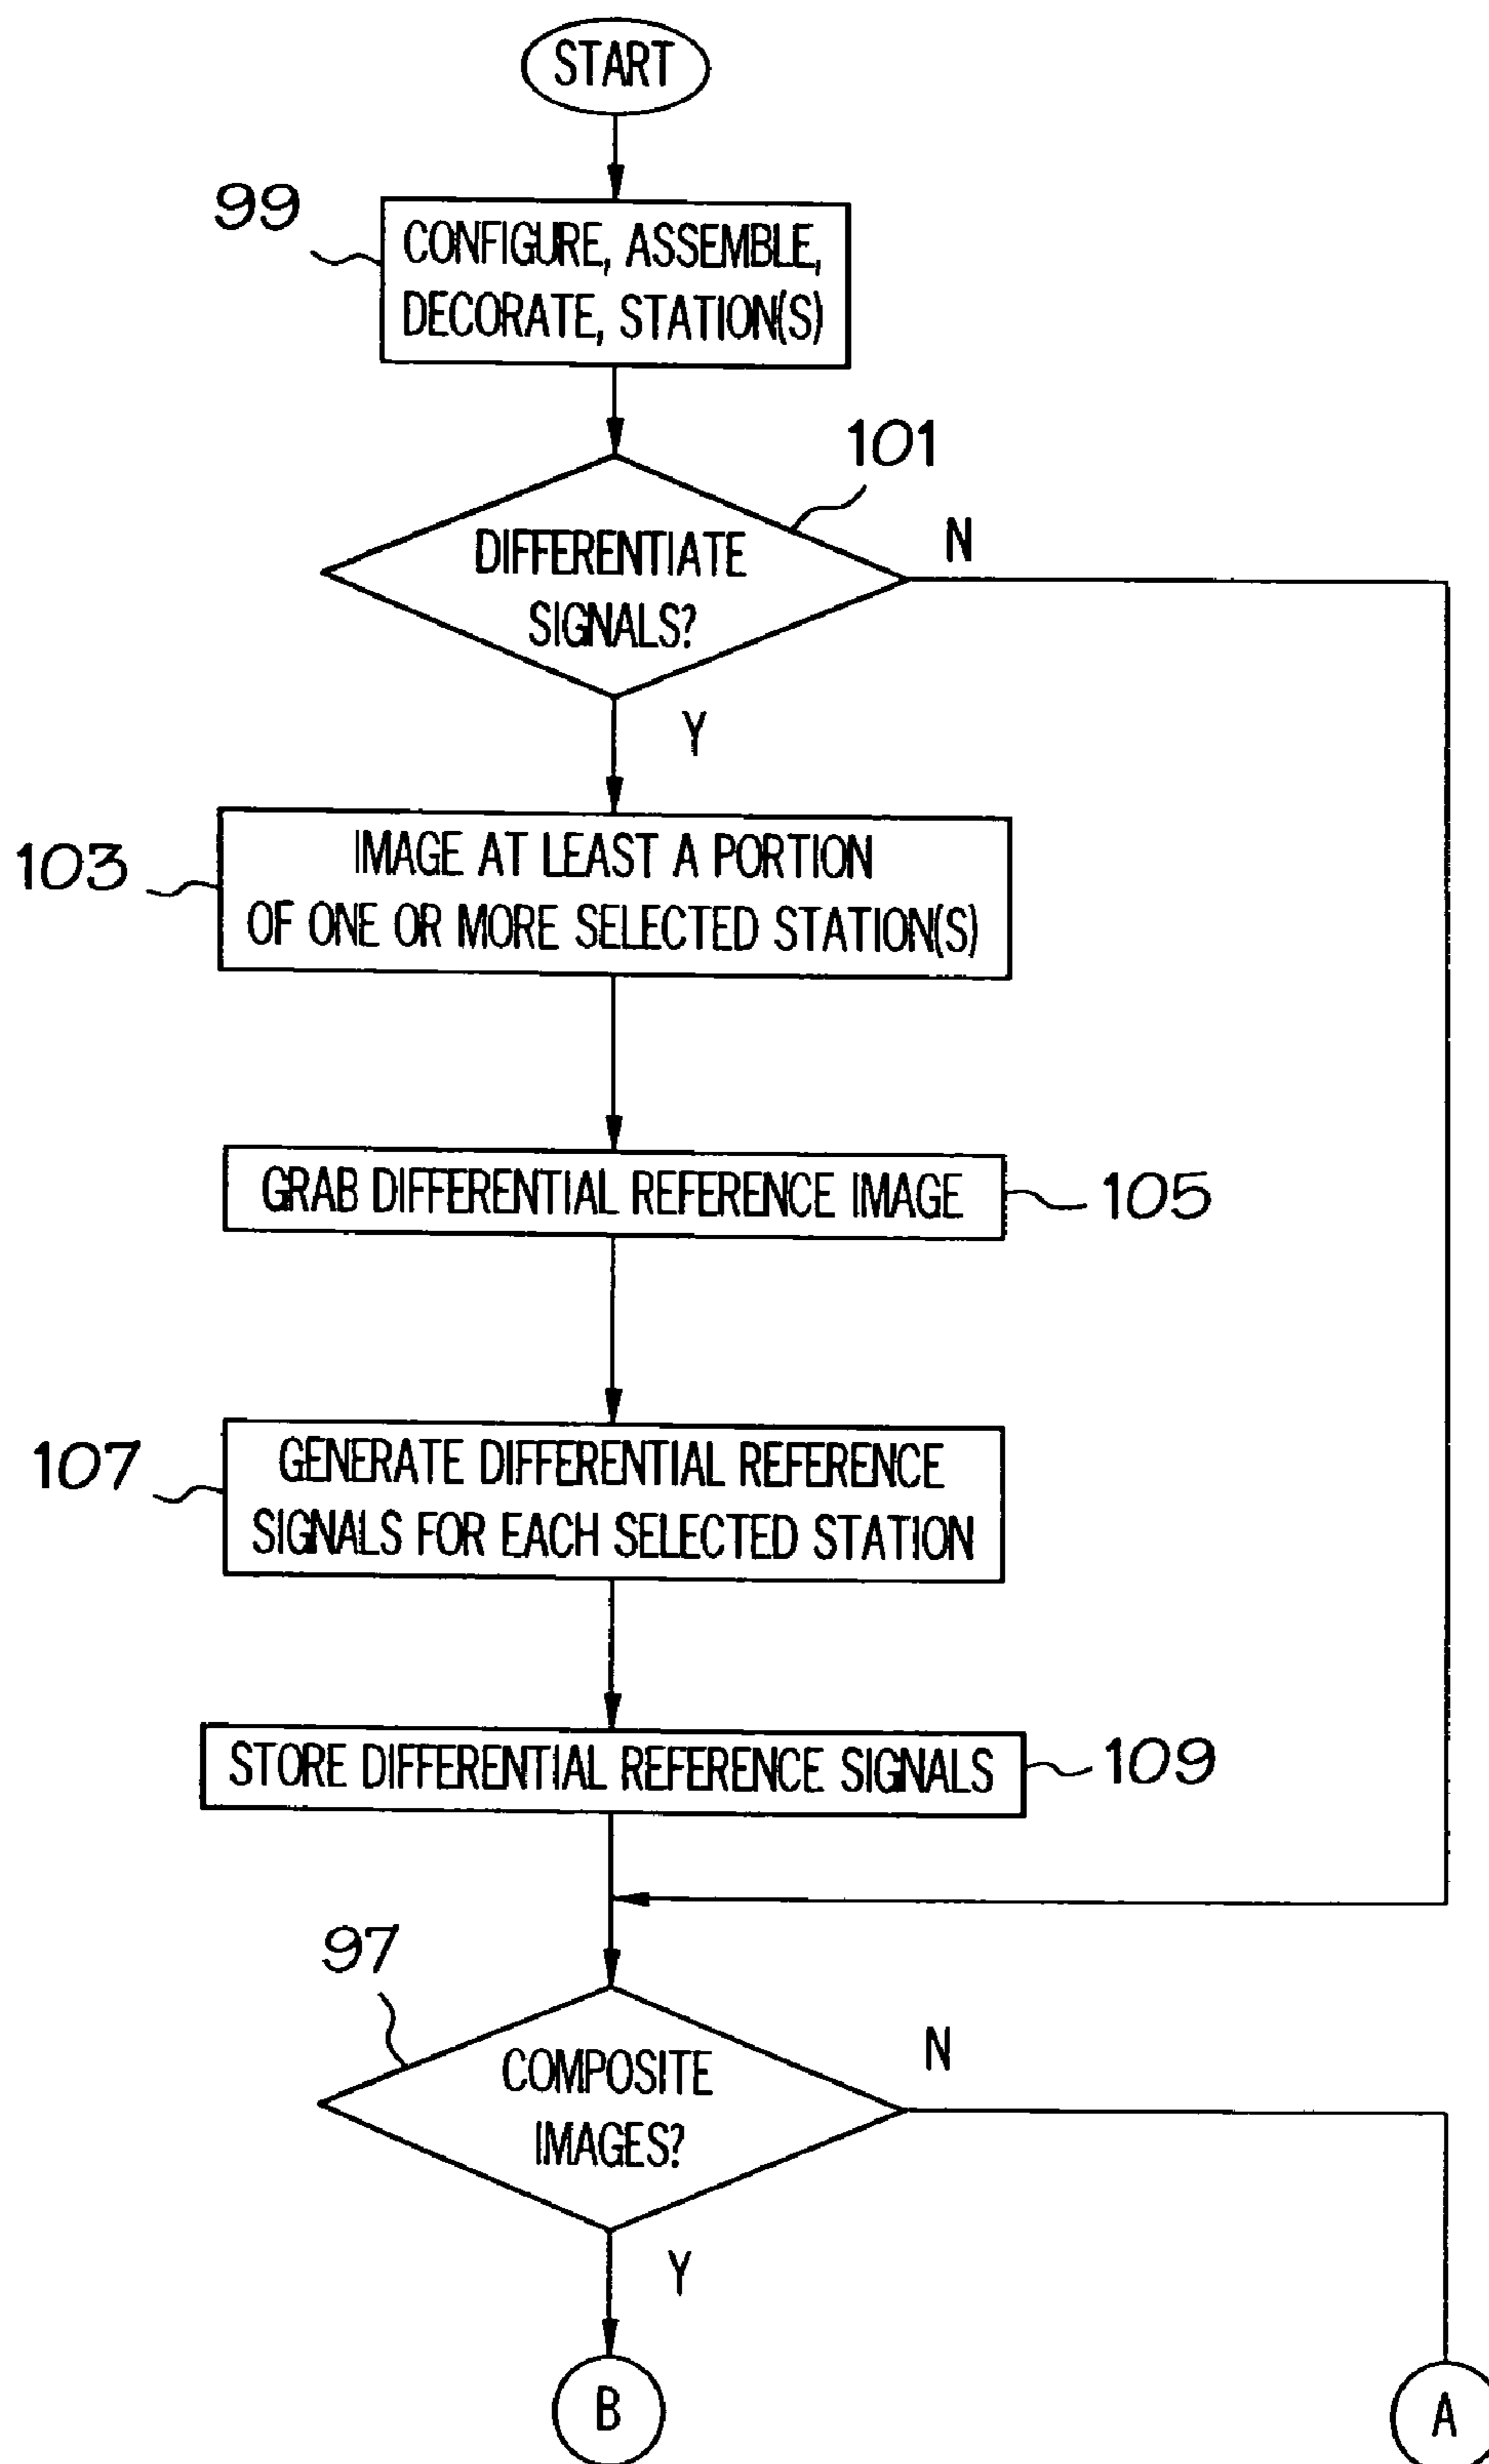 START
99
CONFIGURE, ASSEMBLE,
DECORATE, STATION(S)
101
DIFFERENTIATE
SIGNALS?
N
Y
103
IMAGE AT LEAST A PORTION
OF ONE OR MORE SELECTED STATION(S)
GRAB DIFFERENTIAL REFERENCE IMAGE
105
107
GENERATE DIFFERENTIAL REFERENCE
SIGNALS FOR EACH SELECTED STATION
STORE DIFFERENTIAL REFERENCE SIGNALS
109
97
COMPOSITE
IMAGES?
N
Y
B
A